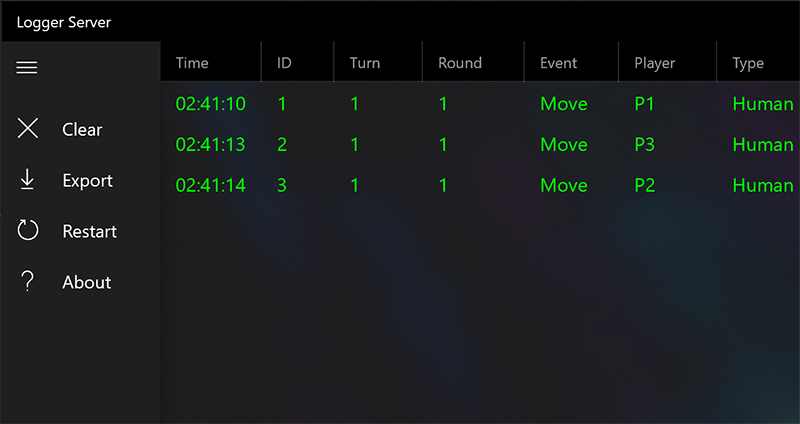 Logger Server
Time ID Turn Round Event Player Type
02:41:10 1 1 1 Move P1 Human
02:41:13 2 1 1 Move P3 Human
02:41:14 3 1 1 Move P2 Human
Clear
Export
Restart
About